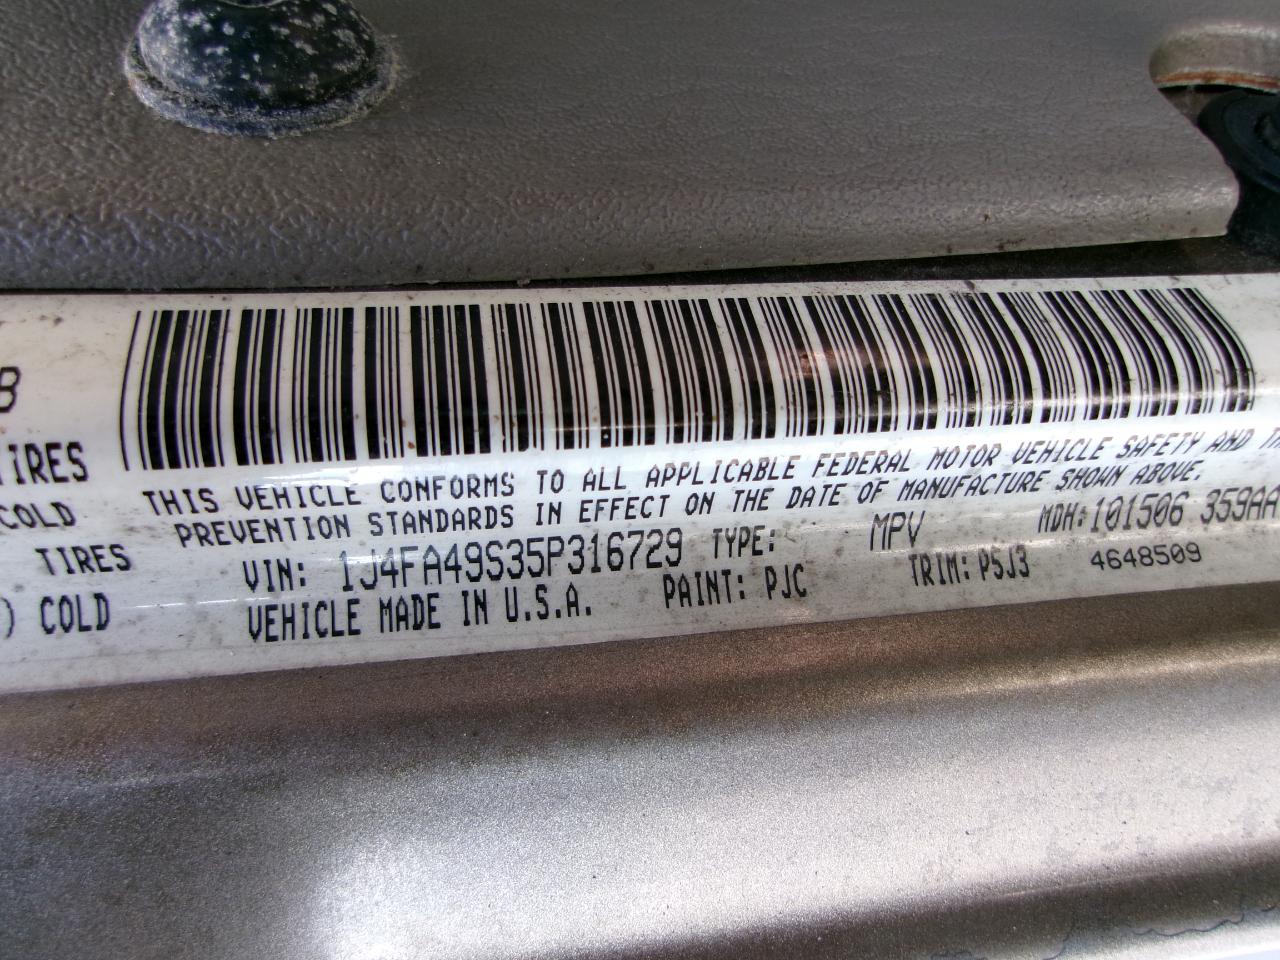 B
TIRES
COLD
TIRES
) COLD
THIS VEHICLE CONFORMS TO ALL APPLICABLE FEDERAL MOTOR VEHICLE SAFETY AND
PREVENTION STANDARDS IN EFFECT ON THE DATE OF MANUFACTURE SHOWN ABOVE.
VIN: 1J4FA49S35P316729 TYPE: MPV MDH:101506 359AA
VEHICLE MADE IN U.S.A. PAINT: PJC TRIM: P5J3 4648509